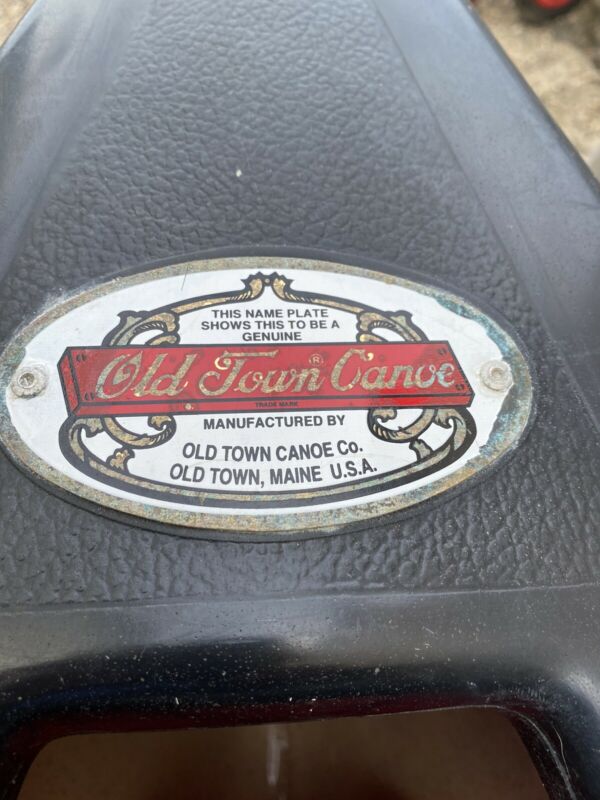 THIS NAME PLATE
SHOWS THIS TO BE A
GENUINE
Old Town® Canoe
TRADE MARK
MANUFACTURED BY
OLD TOWN CANOE Co.
OLD TOWN, MAINE U.S.A.